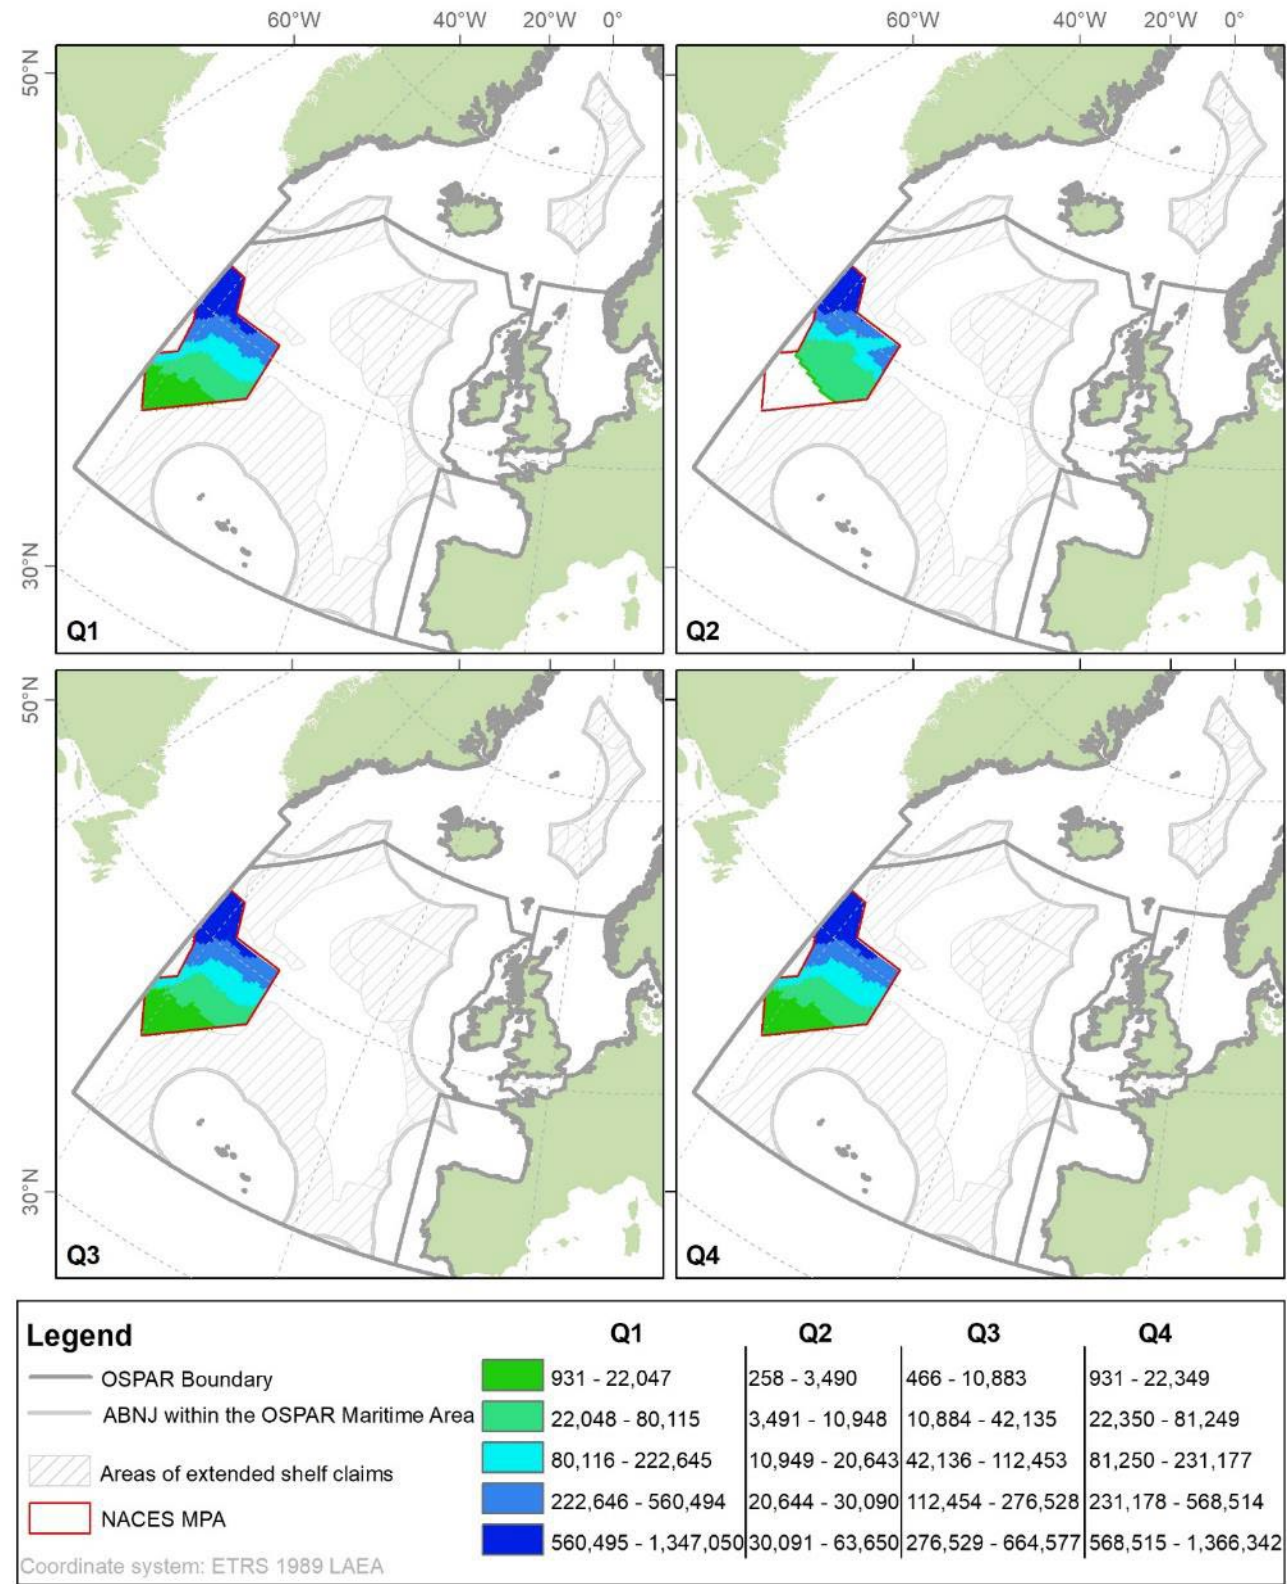 60°W 40°W 20°W 0° 60°W 40°W 20°W 0°
50°N
30°N
Q1 Q2
50°N
30°N
Q3 Q4
Legend Q1 Q2 Q3 Q4
OSPAR Boundary 931 - 22,047 258 - 3,490 466 - 10,883 931 - 22,349
ABNJ within the OSPAR Maritime Area 22,048 - 80,115 3,491 - 10,948 10,884 - 42,135 22,350 - 81,249
Areas of extended shelf claims 80,116 - 222,645 10,949 - 20,643 42,136 - 112,453 81,250 - 231,177
NACES MPA 222,646 - 560,494 20,644 - 30,090 112,454 - 276,528 231,178 - 568,514
560,495 - 1,347,050 30,091 - 63,650 276,529 - 664,577 568,515 - 1,366,342
Coordinate system: ETRS 1989 LAEA